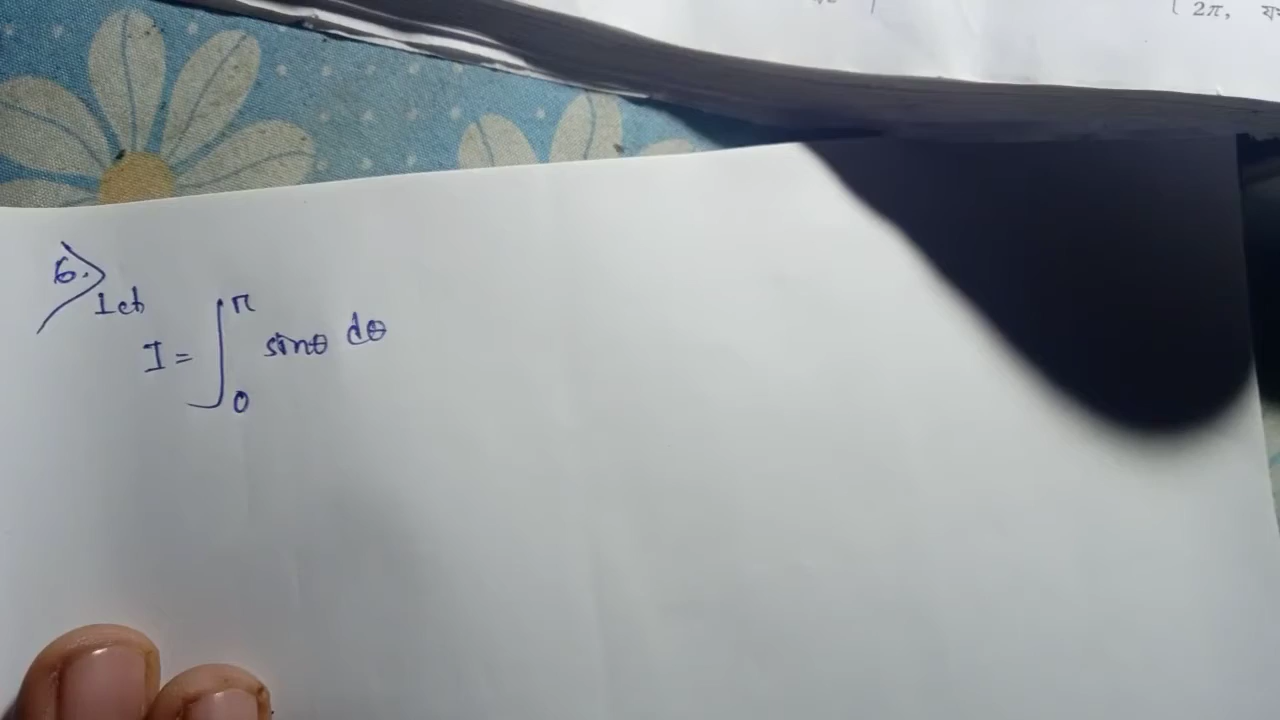 2π,
6.
Let
I = ∫₀^π sinθ dθ